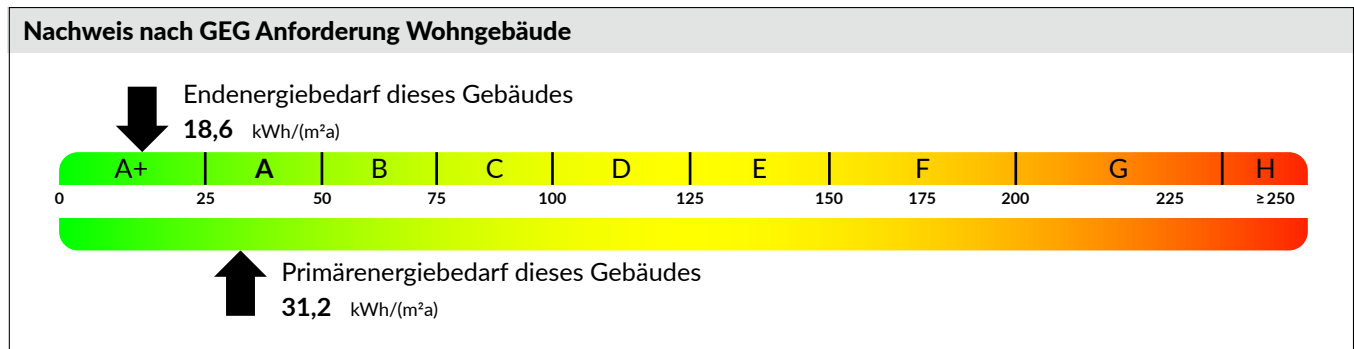 Nachweis nach GEG Anforderung Wohngebäude
Endenergiebedarf dieses Gebäudes
18,6 kWh/(m²a)
A+ A B C D E F G H
0 25 50 75 100 125 150 175 200 225 ≥ 250
Primärenergiebedarf dieses Gebäudes
31,2 kWh/(m²a)